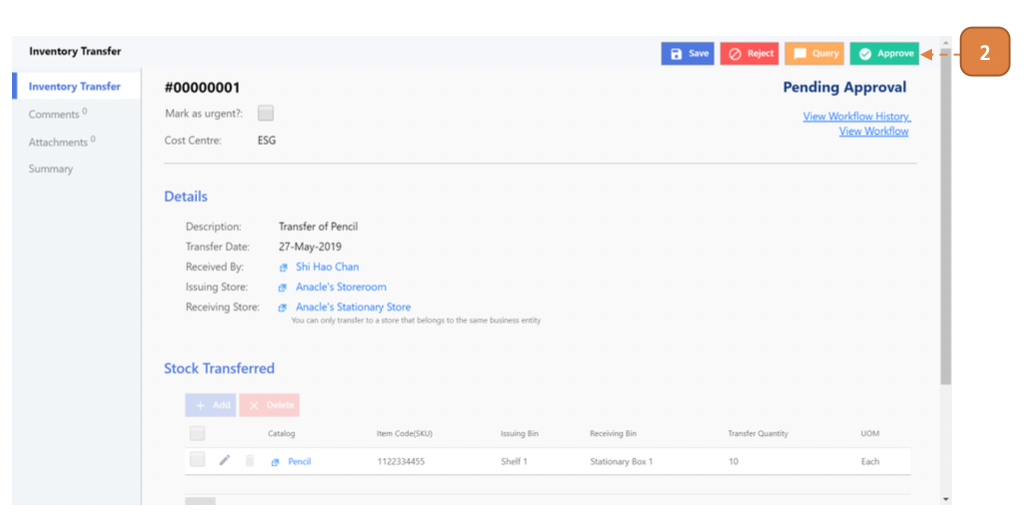 Inventory Transfer
Save Reject Query Approve 2
Inventory Transfer
Comments 0
Attachments 0
Summary
#00000001 Pending Approval
Mark as urgent?: View Workflow History
Cost Centre: ESG View Workflow
Details
Description: Transfer of Pencil
Transfer Date: 27-May-2019
Received By: Shi Hao Chan
Issuing Store: Anacle's Storeroom
Receiving Store: Anacle's Stationary Store
You can only transfer to a store that belongs to the same business entity
Stock Transferred
+ Add × Delete
Catalog Item Code(SKU) Issuing Bin Receiving Bin Transfer Quantity UOM
Pencil 1122334455 Shelf 1 Stationary Box 1 10 Each